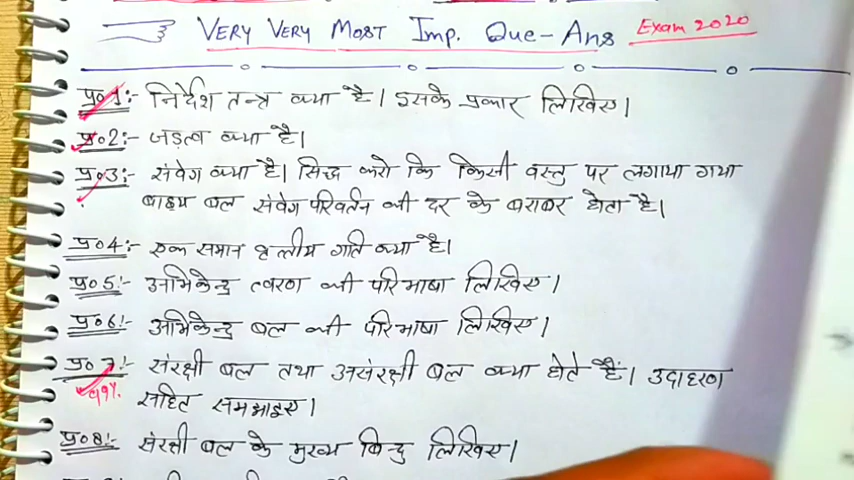 VERY VERY MOST Imp. Que-Ans Exam 2020
प्र०1:- निर्देश तन्त्र क्या है। इसके प्रकार लिखिए।
प्र०2:- जड़त्व क्या है।
प्र०3:- संवेग क्या है। सिद्ध करो कि किसी वस्तु पर लगाया गया
बाह्य बल संवेग परिवर्तन की दर के बराबर होता है।
प्र०4:- एक समान वृत्तीय गति क्या है।
प्र०5:- अभिकेन्द्र त्वरण की परिभाषा लिखिए।
प्र०6:- अभिकेन्द्र बल की परिभाषा लिखिए।
प्र०7:- संरक्षी बल तथा असंरक्षी बल क्या होते हैं। उदाहरण
सहित समझाइए।
प्र०8:- संरक्षी बल के मुख्य बिन्दु लिखिए।